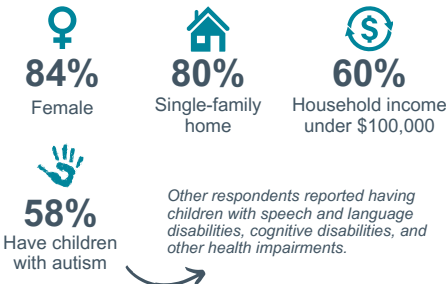 84%
Female
80%
Single-family
home
$
60%
Household income
under $100,000
58%
Have children
with autism
Other respondents reported having
children with speech and language
disabilities, cognitive disabilities, and
other health impairments.